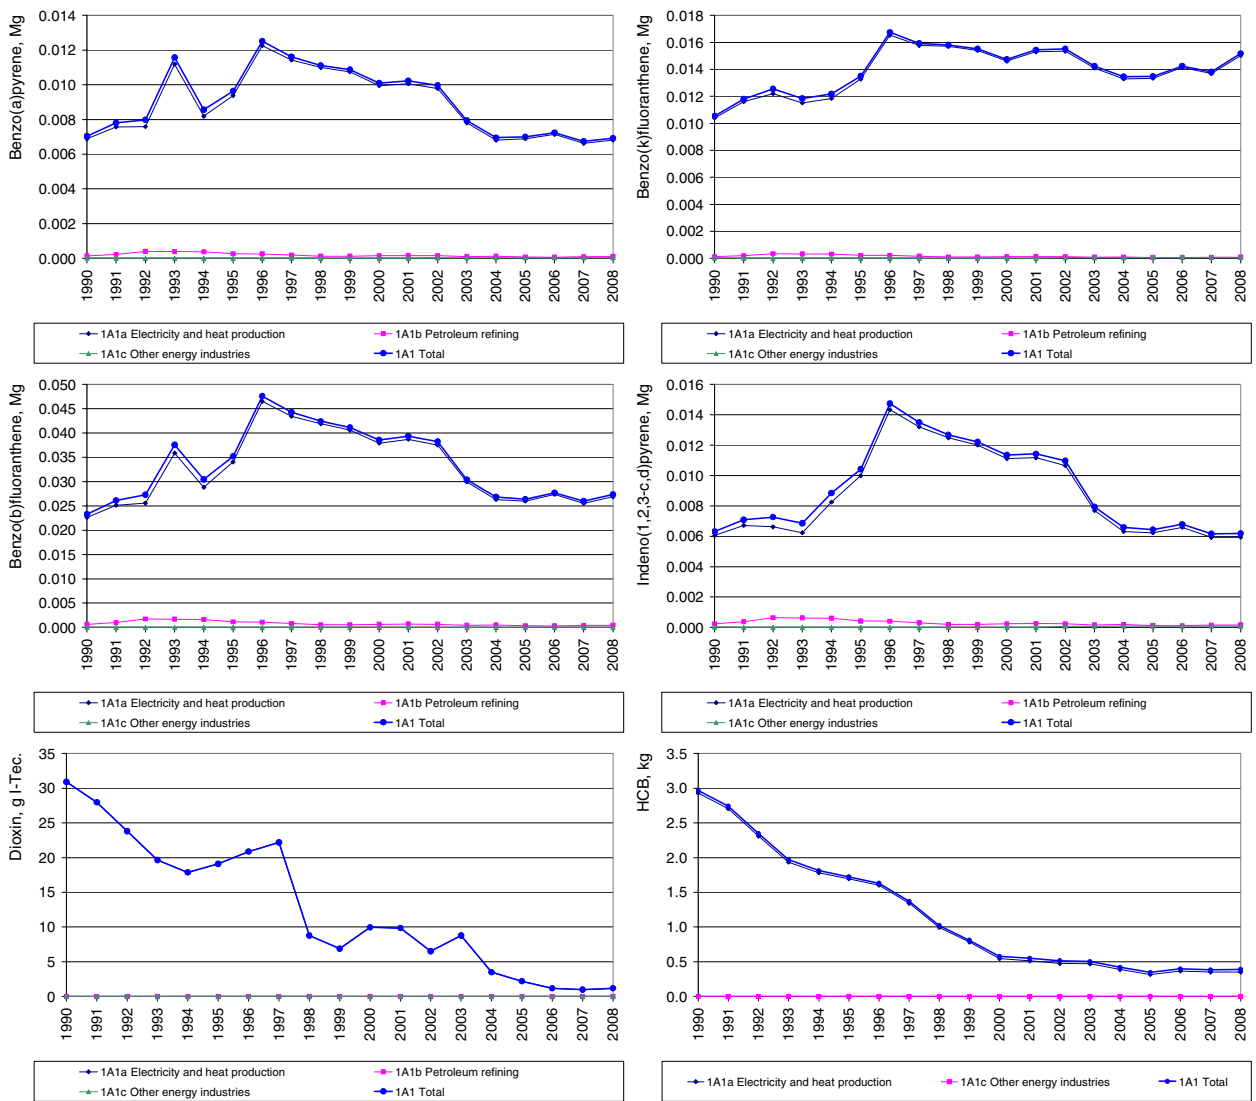 Benzo(a)pyrene, Mg
0.014
0.012
0.010
0.008
0.006
0.004
0.002
0.000
1990 1991 1992 1993 1994 1995 1996 1997 1998 1999 2000 2001 2002 2003 2004 2005 2006 2007 2008
1A1a Electricity and heat production 1A1b Petroleum refining
1A1c Other energy industries 1A1 Total
Benzo(k)fluoranthene, Mg
0.018
0.016
0.014
0.012
0.010
0.008
0.006
0.004
0.002
0.000
1990 1991 1992 1993 1994 1995 1996 1997 1998 1999 2000 2001 2002 2003 2004 2005 2006 2007 2008
1A1a Electricity and heat production 1A1b Petroleum refining
1A1c Other energy industries 1A1 Total
Benzo(b)fluoranthene, Mg
0.050
0.045
0.040
0.035
0.030
0.025
0.020
0.015
0.010
0.005
0.000
1990 1991 1992 1993 1994 1995 1996 1997 1998 1999 2000 2001 2002 2003 2004 2005 2006 2007 2008
1A1a Electricity and heat production 1A1b Petroleum refining
1A1c Other energy industries 1A1 Total
Indeno(1,2,3-c,d)pyrene, Mg
0.016
0.014
0.012
0.010
0.008
0.006
0.004
0.002
0.000
1990 1991 1992 1993 1994 1995 1996 1997 1998 1999 2000 2001 2002 2003 2004 2005 2006 2007 2008
1A1a Electricity and heat production 1A1b Petroleum refining
1A1c Other energy industries 1A1 Total
Dioxin, g I-Tec.
35
30
25
20
15
10
5
0
1990 1991 1992 1993 1994 1995 1996 1997 1998 1999 2000 2001 2002 2003 2004 2005 2006 2007 2008
1A1a Electricity and heat production 1A1b Petroleum refining
1A1c Other energy industries 1A1 Total
HCB, kg
3.5
3.0
2.5
2.0
1.5
1.0
0.5
0.0
1990 1991 1992 1993 1994 1995 1996 1997 1998 1999 2000 2001 2002 2003 2004 2005 2006 2007 2008
1A1a Electricity and heat production 1A1c Other energy industries 1A1 Total